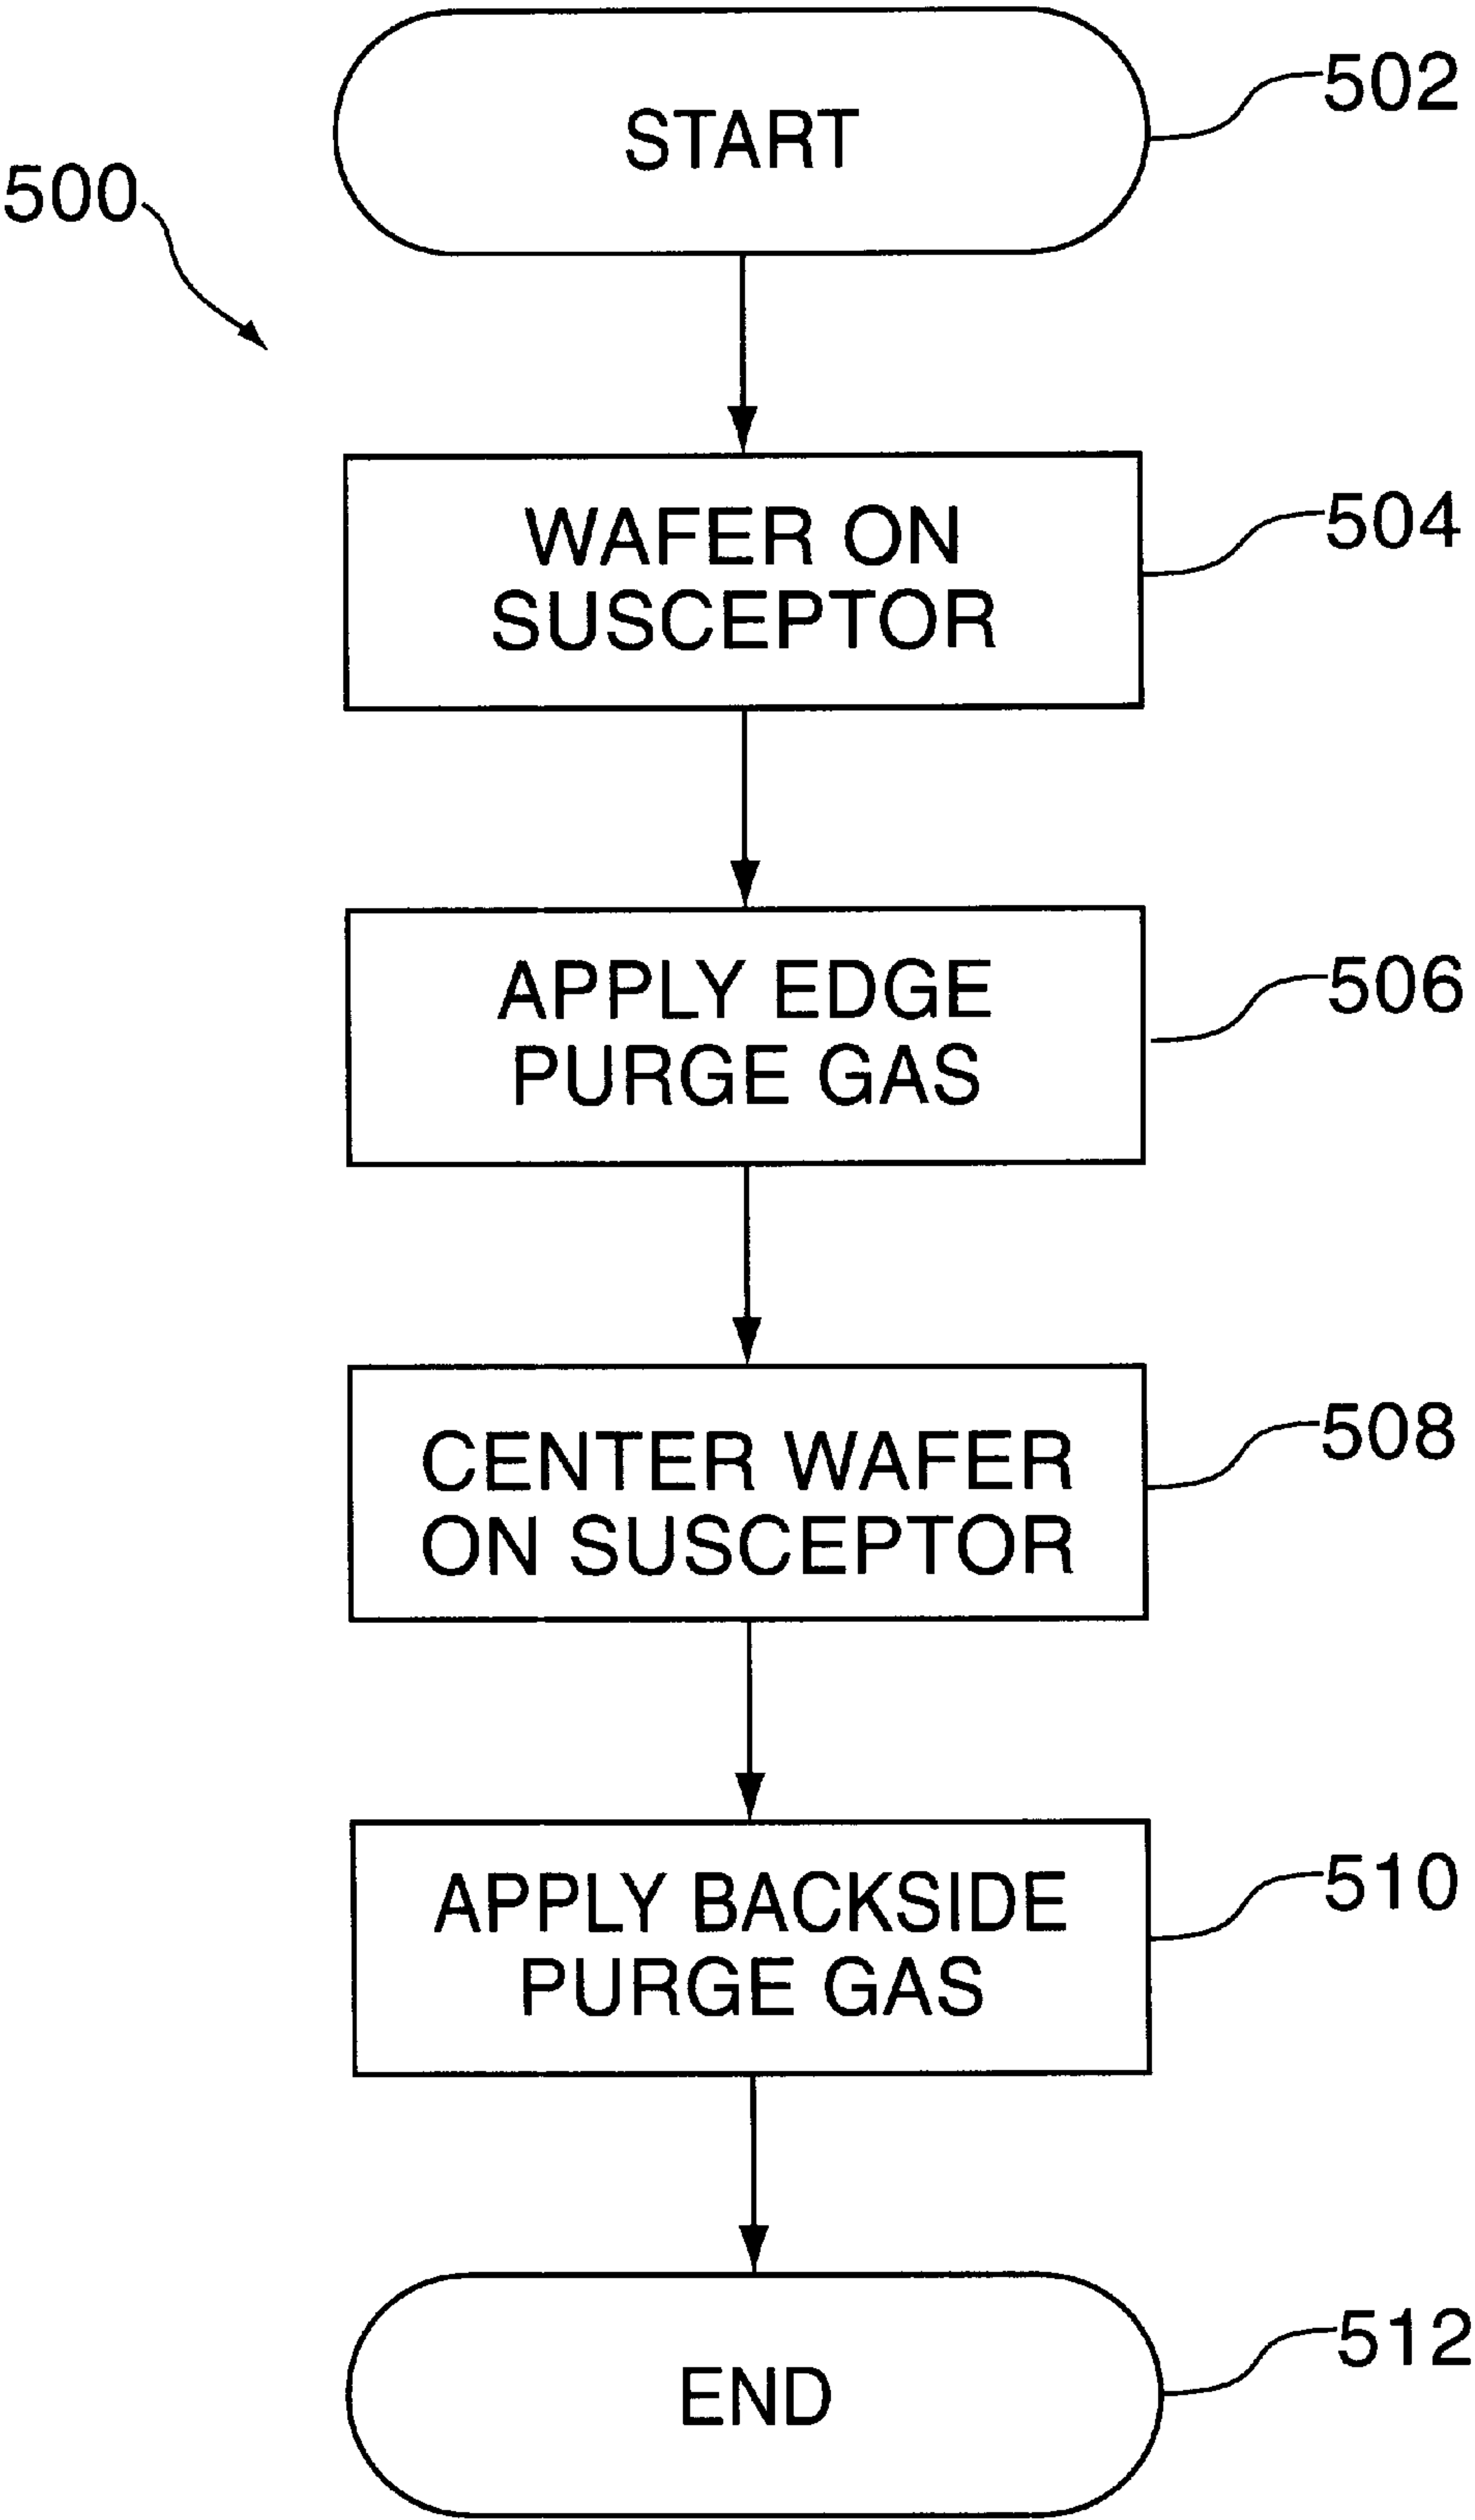 START
502
500
WAFER ON
SUSCEPTOR
504
APPLY EDGE
PURGE GAS
506
CENTER WAFER
ON SUSCEPTOR
508
APPLY BACKSIDE
PURGE GAS
510
END
512